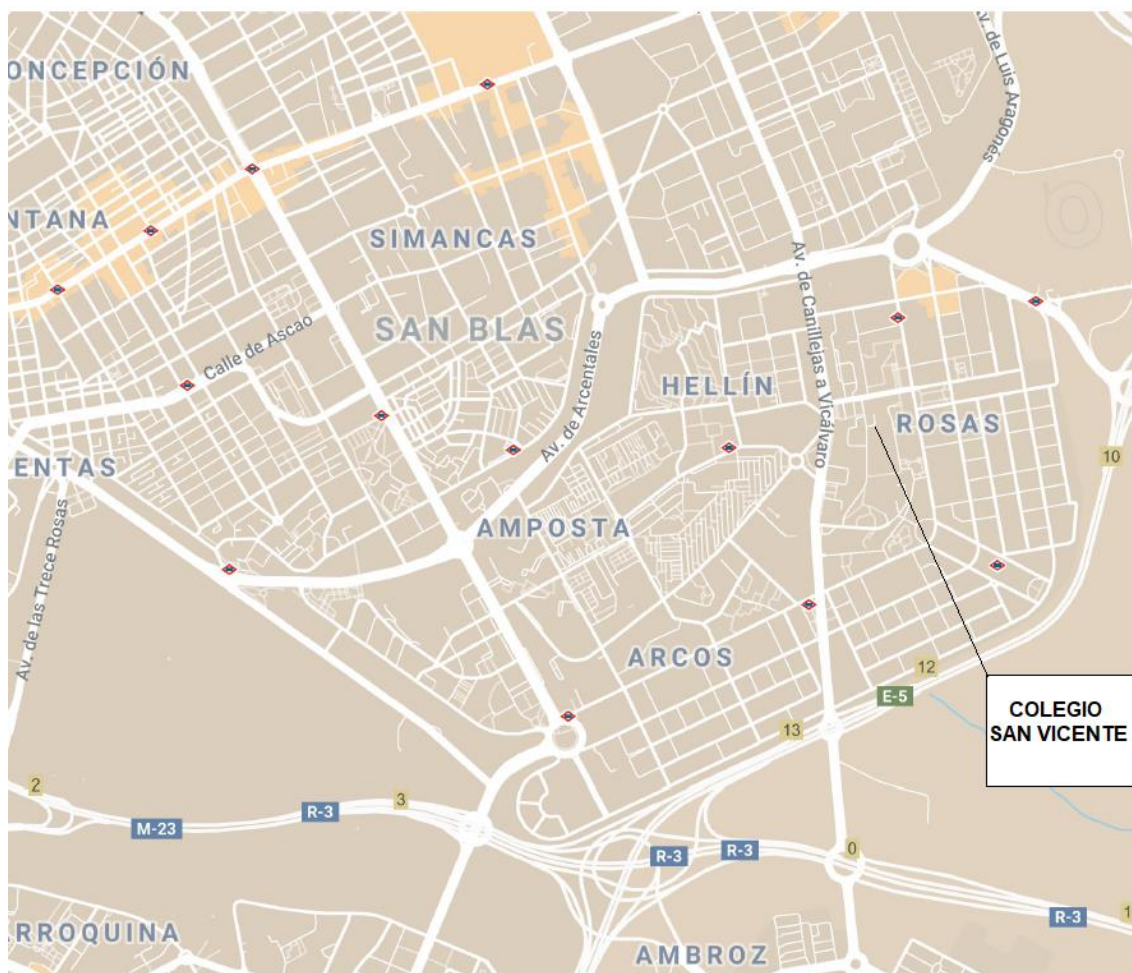 ONCEPCIÓN
Av. de Luis Aragonés
NTANA
SIMANCAS
Av. de Canillejas a Vicálvaro
SAN BLAS
Calle de Ascao
Av. de Arcentales
HELLÍN
ROSAS
ENTAS
10
AMPOSTA
Av. de las Trece Rosas
ARCOS
12
E-5
COLEGIO
SAN VICENTE
13
2
3
R-3
M-23
R-3
R-3
0
1
R-3
RROQUINA
AMBROZ